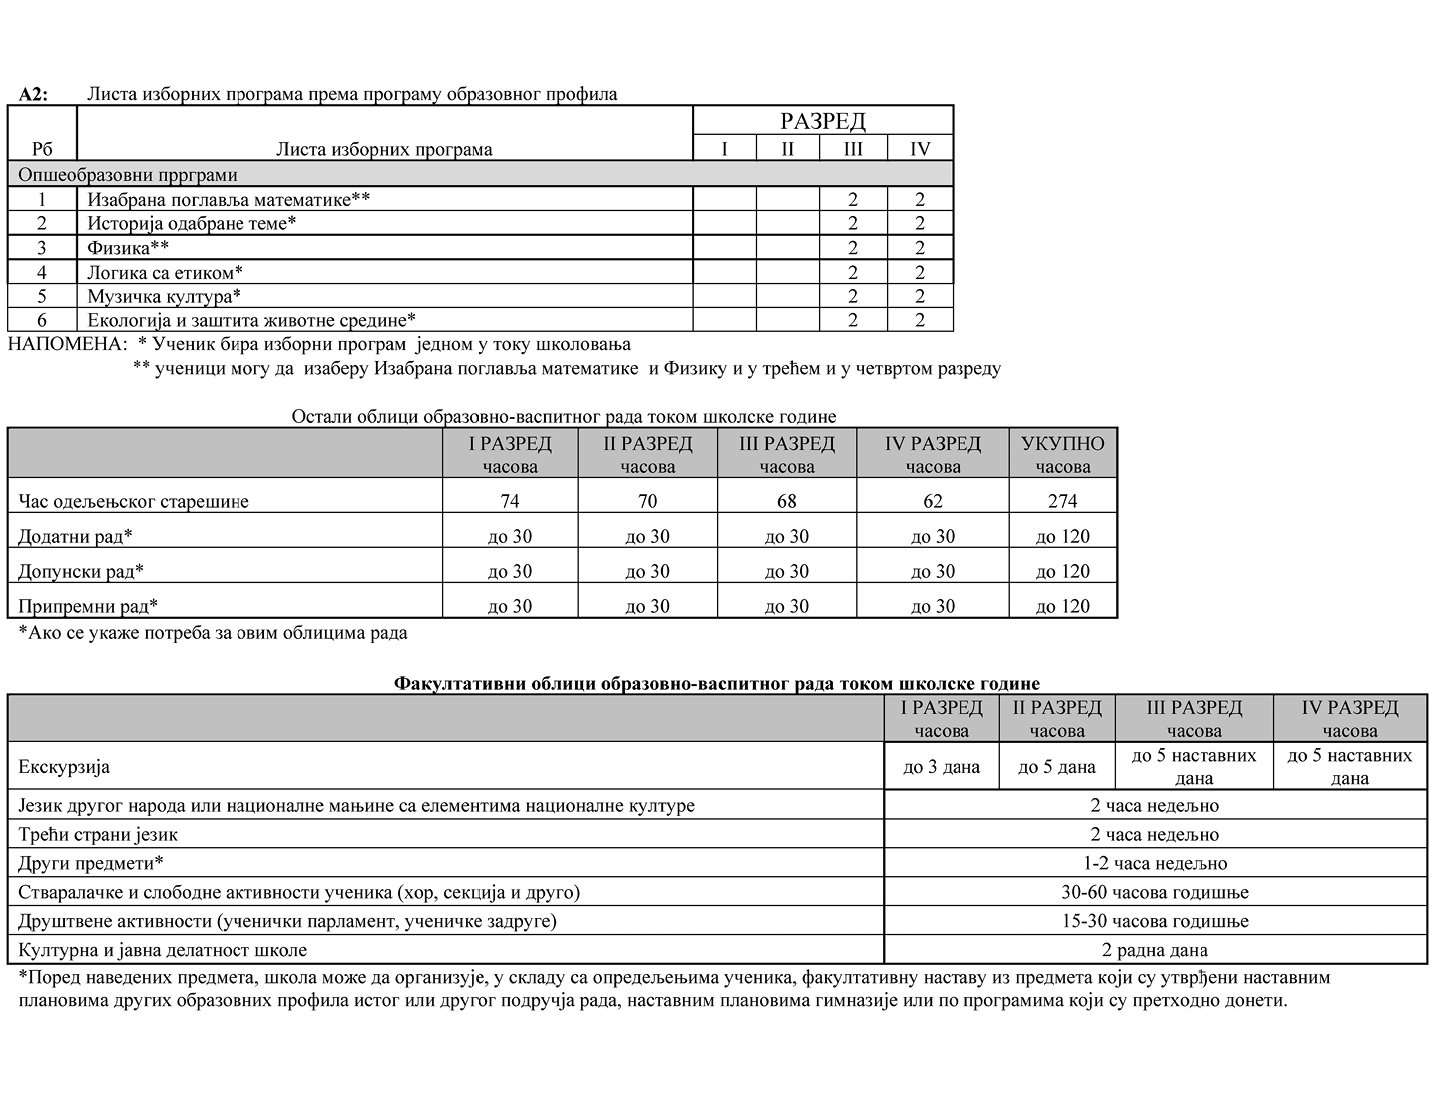 А2: Листа изборних програма према програму образовног профила
Рб Листа изборних програма РАЗРЕД
I II III IV
Опшеобразовни пррграми
1 Изабрана поглавља математике** 2 2
2 Историја одабране теме* 2 2
3 Физика** 2 2
4 Логика са етиком* 2 2
5 Музичка култура* 2 2
6 Екологија и заштита животне средине* 2 2
НАПОМЕНА: * Ученик бира изборни програм једном у току школовања
** ученици могу да изаберу Изабрана поглавља математике и Физику и у трећем и у четвртом разреду
Остали облици образовно-васпитног рада током школске године
I РАЗРЕД часова II РАЗРЕД часова III РАЗРЕД часова IV РАЗРЕД часова УКУПНО часова
Час одељењског старешине 74 70 68 62 274
Додатни рад* до 30 до 30 до 30 до 30 до 120
Допунски рад* до 30 до 30 до 30 до 30 до 120
Припремни рад* до 30 до 30 до 30 до 30 до 120
*Ако се укаже потреба за овим облицима рада
Факултативни облици образовно-васпитног рада током школске године
I РАЗРЕД часова II РАЗРЕД часова III РАЗРЕД часова IV РАЗРЕД часова
Екскурзија до 3 дана до 5 дана до 5 наставних дана до 5 наставних дана
Језик другог народа или националне мањине са елементима националне културе 2 часа недељно
Трећи страни језик 2 часа недељно
Други предмети* 1-2 часа недељно
Стваралачке и слободне активности ученика (хор, секција и друго) 30-60 часова годишње
Друштвене активности (ученички парламент, ученичке задруге) 15-30 часова годишње
Културна и јавна делатност школе 2 радна дана
*Поред наведених предмета, школа може да организује, у складу са опредељењима ученика, факултативну наставу из предмета који су утврђени наставним
плановима других образовних профила истог или другог подручја рада, наставним плановима гимназије или по програмима који су претходно донети.